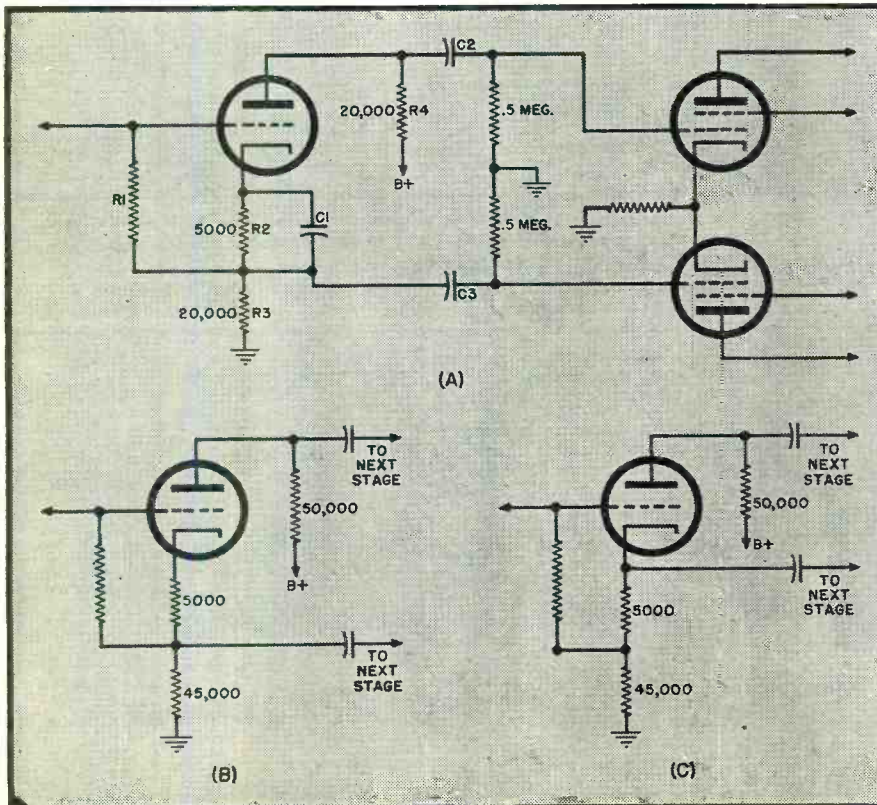 C2
20,000
R4
B+
.5 MEG.
R1
5000
R2
C1
.5 MEG.
20,000
R3
C3
(A)
TO
NEXT
STAGE
50,000
B+
5000
TO
NEXT
STAGE
45,000
(B)
TO
NEXT
STAGE
50,000
B+
TO
NEXT
STAGE
5000
45,000
(C)